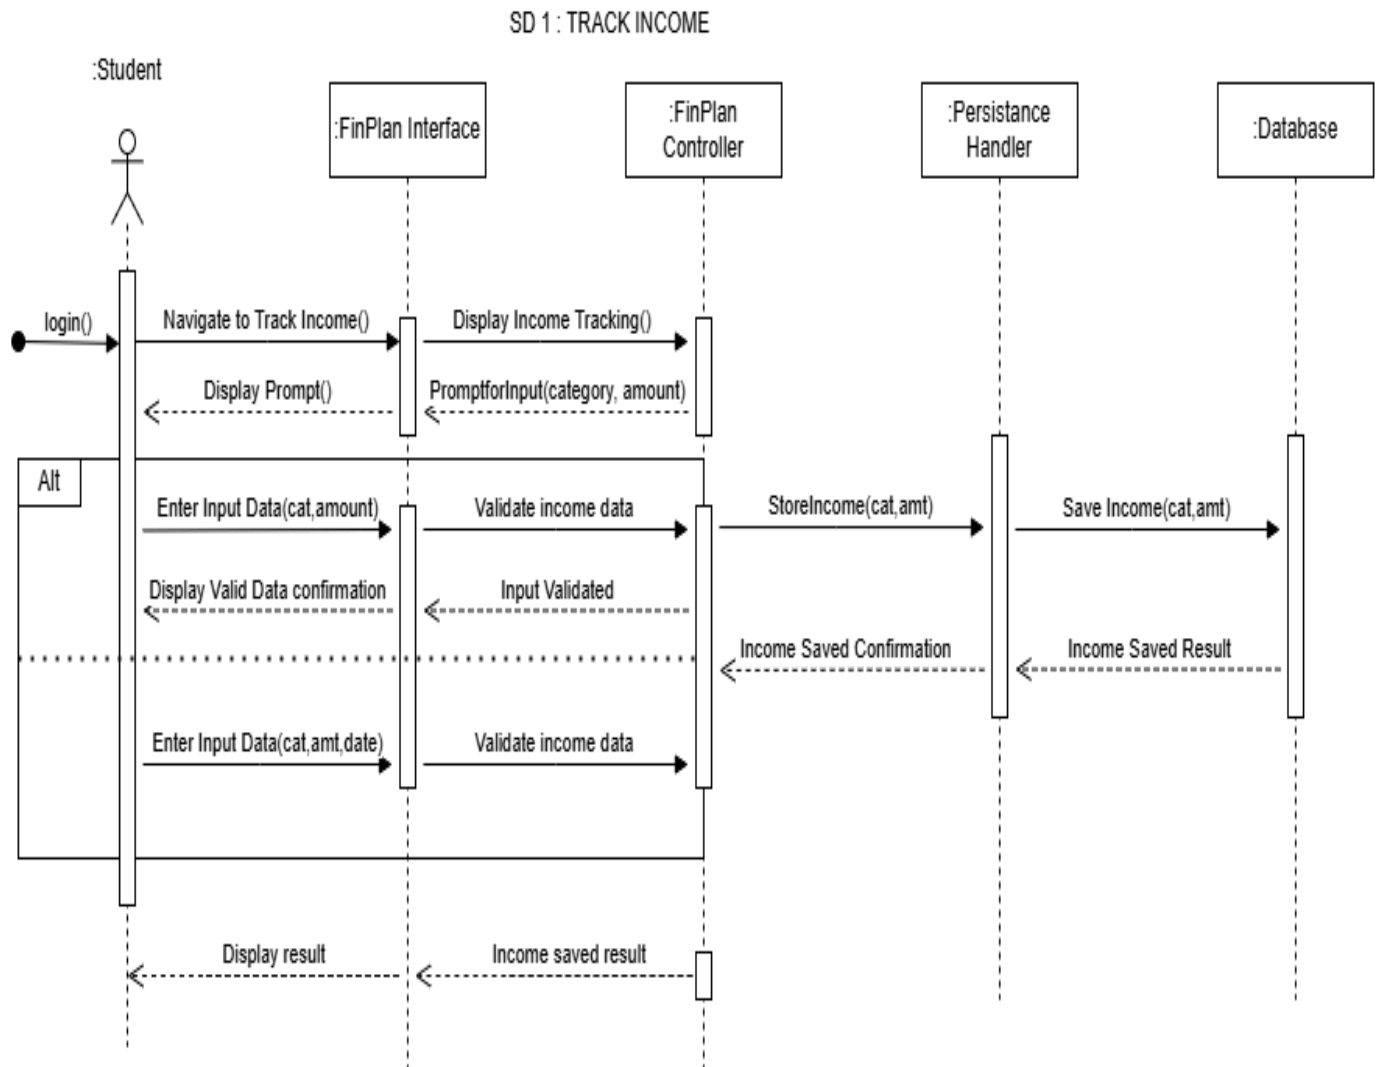 SD 1 : TRACK INCOME
:Student
:FinPlan Interface
:FinPlan
Controller
:Persistance
Handler
:Database
login()
Navigate to Track Income()
Display Income Tracking()
Display Prompt()
PromptforInput(category, amount)
Alt
Enter Input Data(cat,amount)
Validate income data
StoreIncome(cat,amt)
Save Income(cat,amt)
Display Valid Data confirmation
Input Validated
Income Saved Confirmation
Income Saved Result
Enter Input Data(cat,amt,date)
Validate income data
Display result
Income saved result